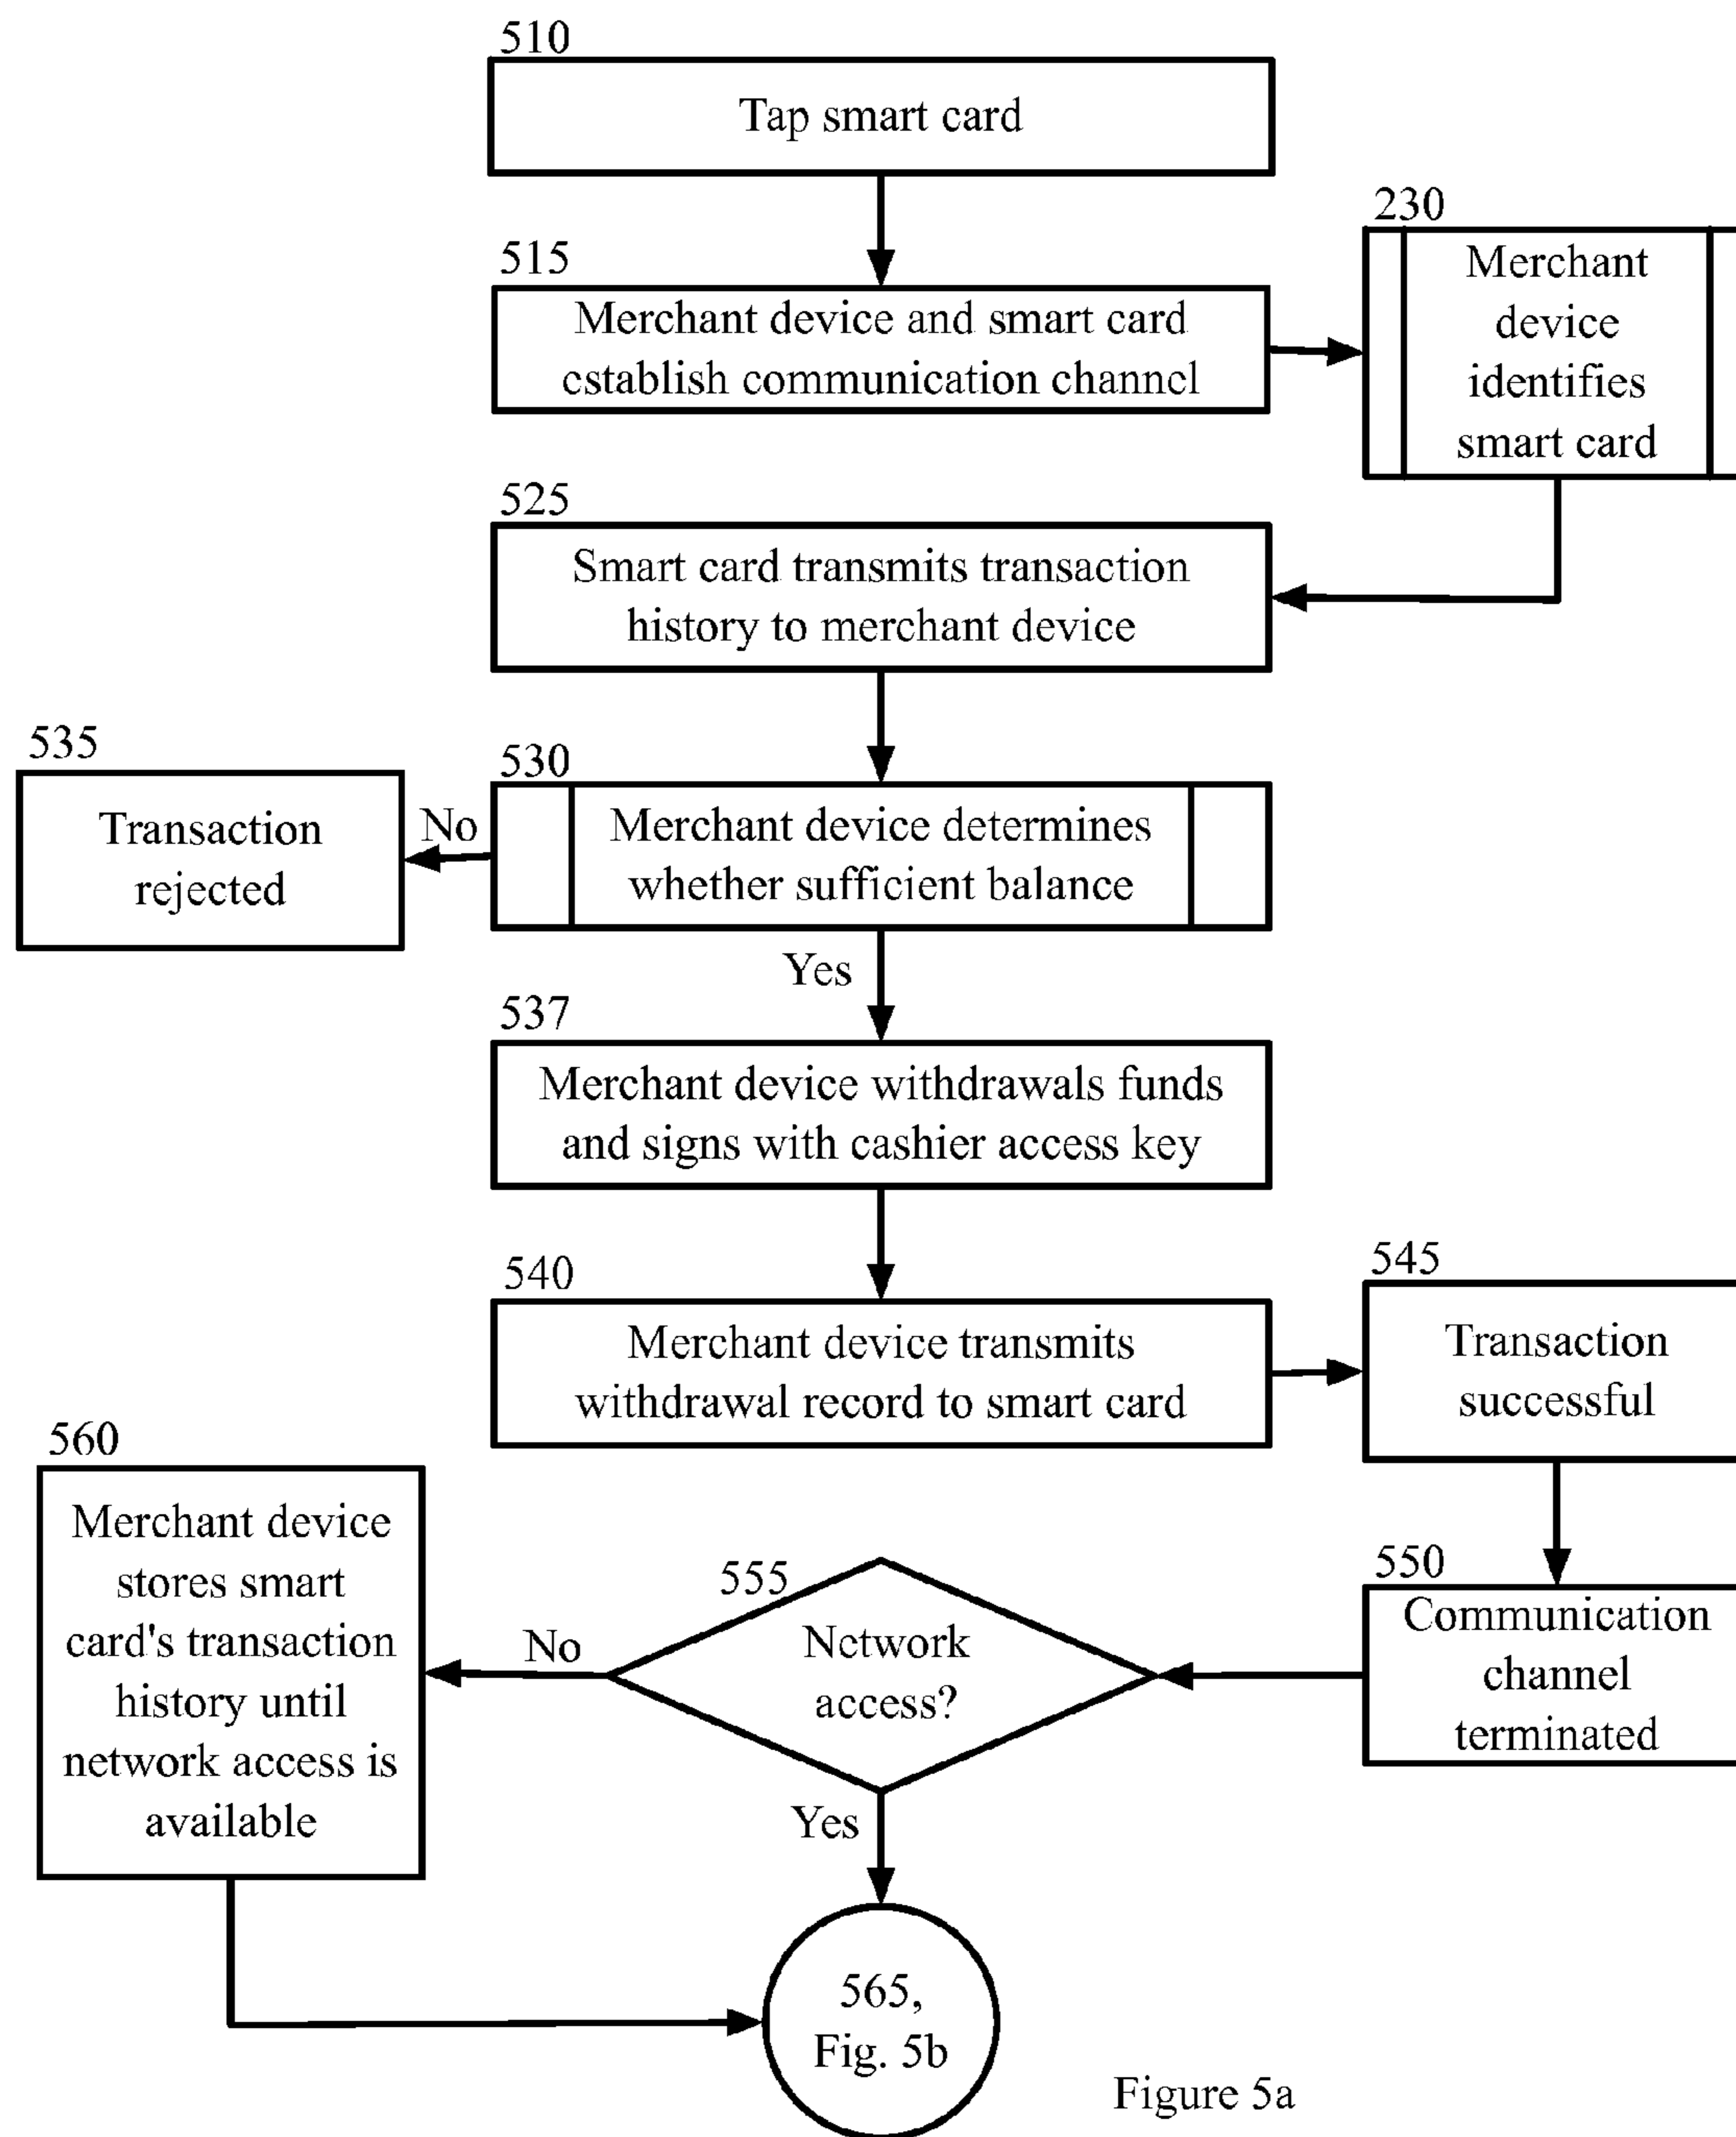 510
Tap smart card
515
Merchant device and smart card
establish communication channel
230
Merchant
device
identifies
smart card
525
Smart card transmits transaction
history to merchant device
530
Merchant device determines
whether sufficient balance
No
535
Transaction
rejected
Yes
537
Merchant device withdrawals funds
and signs with cashier access key
540
Merchant device transmits
withdrawal record to smart card
545
Transaction
successful
550
Communication
channel
terminated
555
Network
access?
No
560
Merchant device
stores smart
card's transaction
history until
network access is
available
Yes
565,
Fig. 5b
Figure 5a